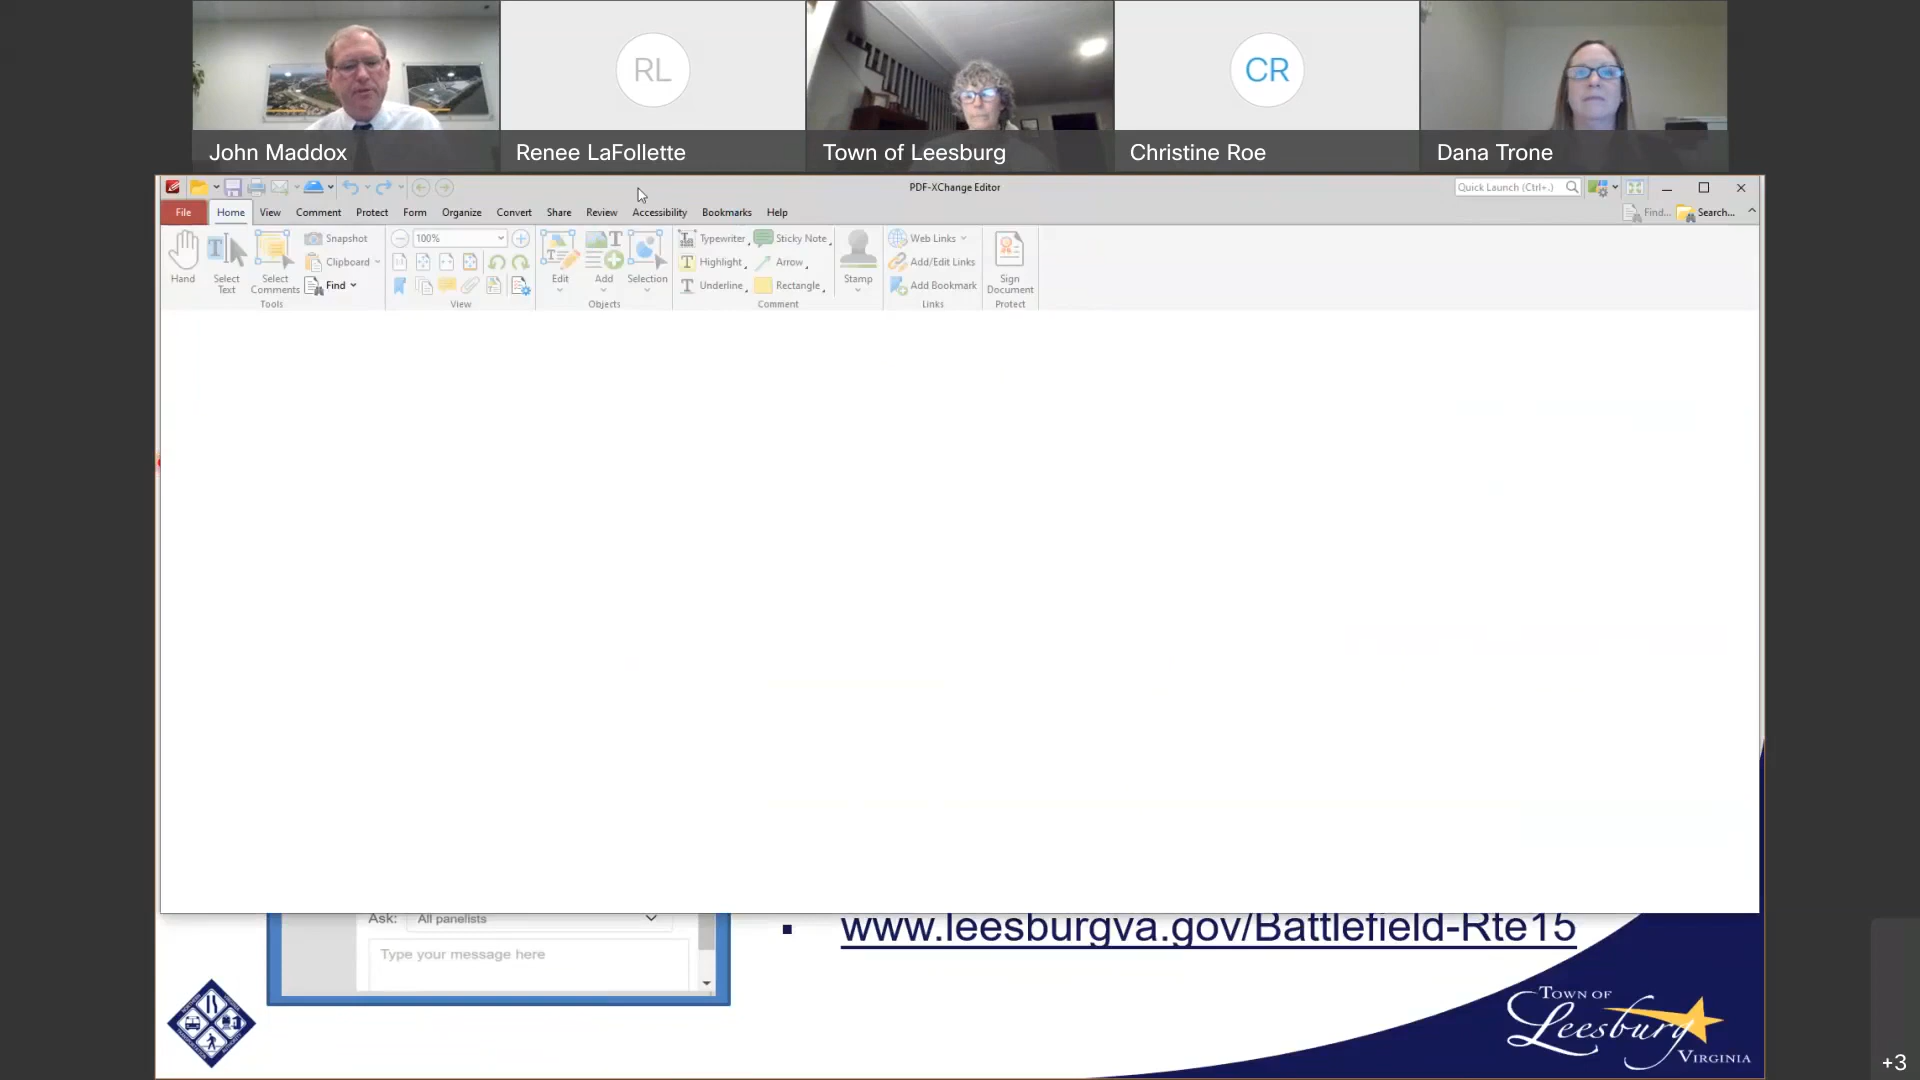 RL
CR
John Maddox
Renee LaFollette
Town of Leesburg
Christine Roe
Dana Trone
PDF-XChange Editor
Quick Launch (Ctrl+.)
File Home View Comment Protect Form Organize Convert Share Review Accessibility Bookmarks Help
Find... Search...
Hand
Select Text
Select Comments
Snapshot
Clipboard
Find
Tools
100%
View
Edit
Add
Selection
Objects
Typewriter
Highlight
Underline
Sticky Note
Arrow
Rectangle
Stamp
Comment
Web Links
Add/Edit Links
Add Bookmark
Links
Sign Document
Protect
Ask: All panelists
Type your message here
▪ www.leesburgva.gov/Battlefield-Rte15
TOWN OF
Leesburg
VIRGINIA
+3